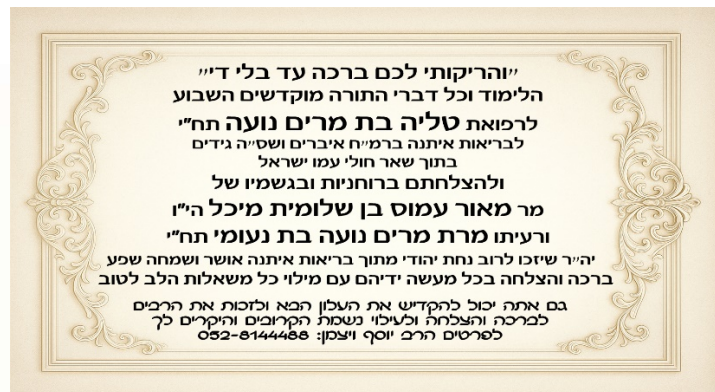 "והריקותי לכם ברכה עד בלי די"
הלימוד וכל דברי התורה מוקדשים השבוע
לרפואת טליה בת מרים נועה תח"י
לבריאות איתנה ברמ"ח איברים ושס"ה גידים
בתוך שאר חולי עמו ישראל
ולהצלחתם ברוחניות ובגשמיו של
מר מאור עמוס בן שלומית מיכל הי"ו
ורעיתו מרת מרים נועה בת נעומי תח"י
יה"ר שיזכו לרוב נחת יהודי מתוך בריאות איתנה אושר ושמחה שפע
ברכה והצלחה בכל מעשה ידיהם עם מילוי כל משאלות הלב לטוב
גם אתה יכול להקדיש את העלון הבא ולזכות את הרבים
לברכה והצלחה ולעילוי נשמת הקרובים והיקרים לך
לפרטים הרב יוסף ויצמן: 052-8144488